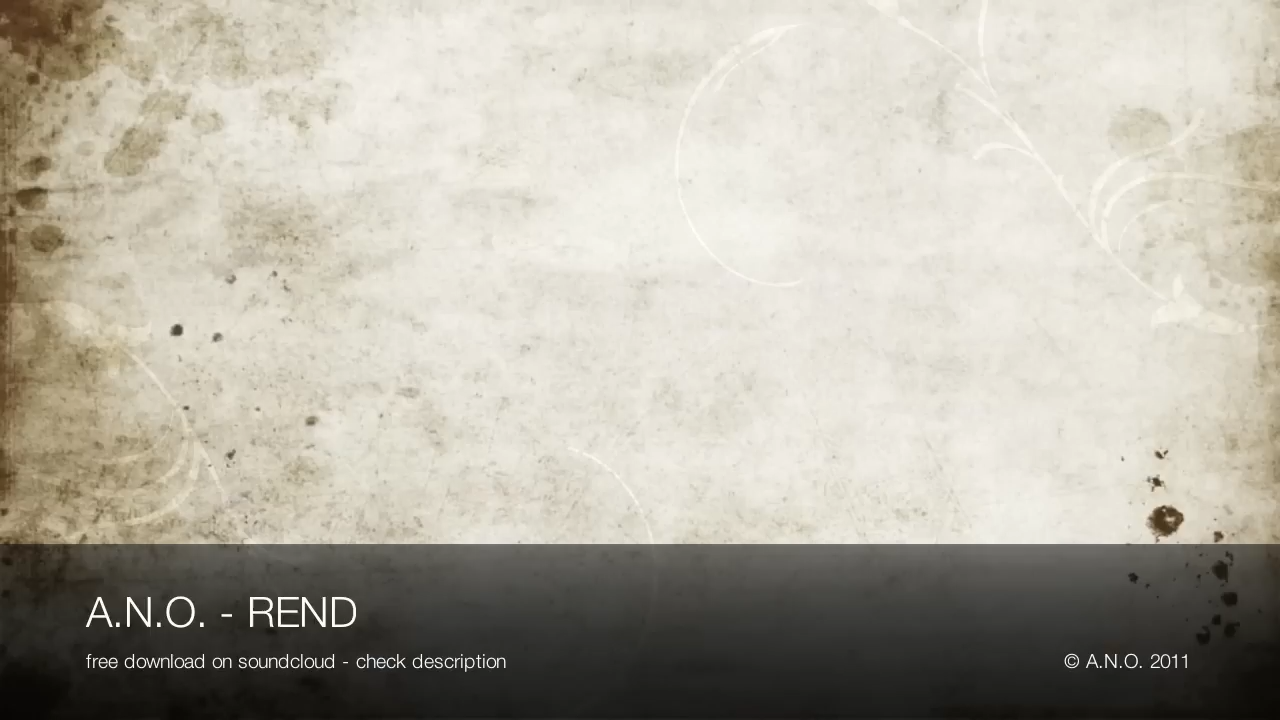 A.N.O. - REND
free download on soundcloud - check description
© A.N.O. 2011